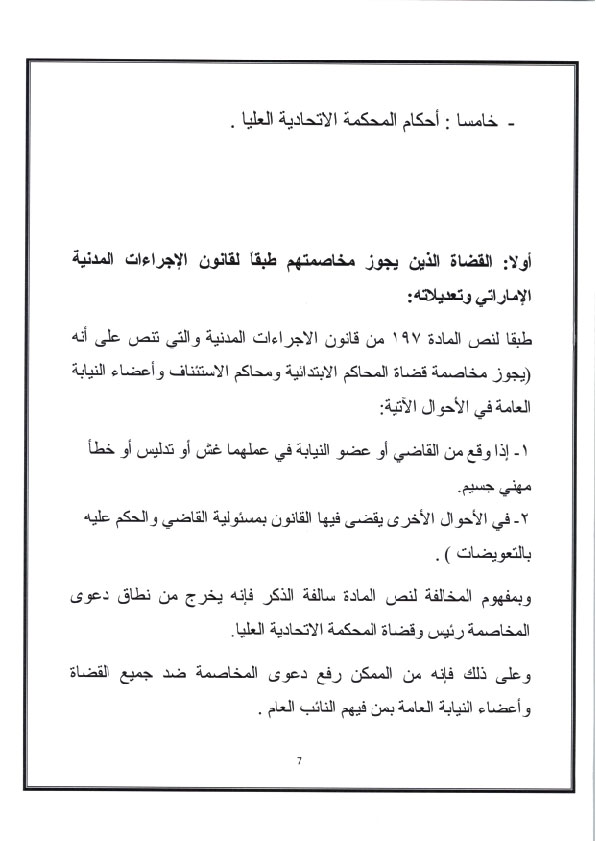 - خامسا : أحكام المحكمة الاتحادية العليا .
أولا: القضاة الذين يجوز مخاصمتهم طبقا لقانون الإجراءات المدنية
الإماراتي وتعديلاته:
طبقا لنص المادة ١٩٧ من قانون الاجراءات المدنية والتي تنص على أنه
(يجوز مخاصمة قضاة المحاكم الابتدائية ومحاكم الاستئناف وأعضاء النيابة
العامة في الأحوال الآتية:
١- إذا وقع من القاضي أو عضو النيابة في عملهما غش أو تدليس أو خطأ
مهني جسيم.
٢- في الأحوال الأخرى يقضى فيها القانون بمسئولية القاضي والحكم عليه
بالتعويضات ) .
وبمفهوم المخالفة لنص المادة سالفة الذكر فإنه يخرج من نطاق دعوى
المخاصمة رئيس وقضاة المحكمة الاتحادية العليا.
وعلى ذلك فإنه من الممكن رفع دعوى المخاصمة ضد جميع القضاة
وأعضاء النيابة العامة بمن فيهم النائب العام .
7